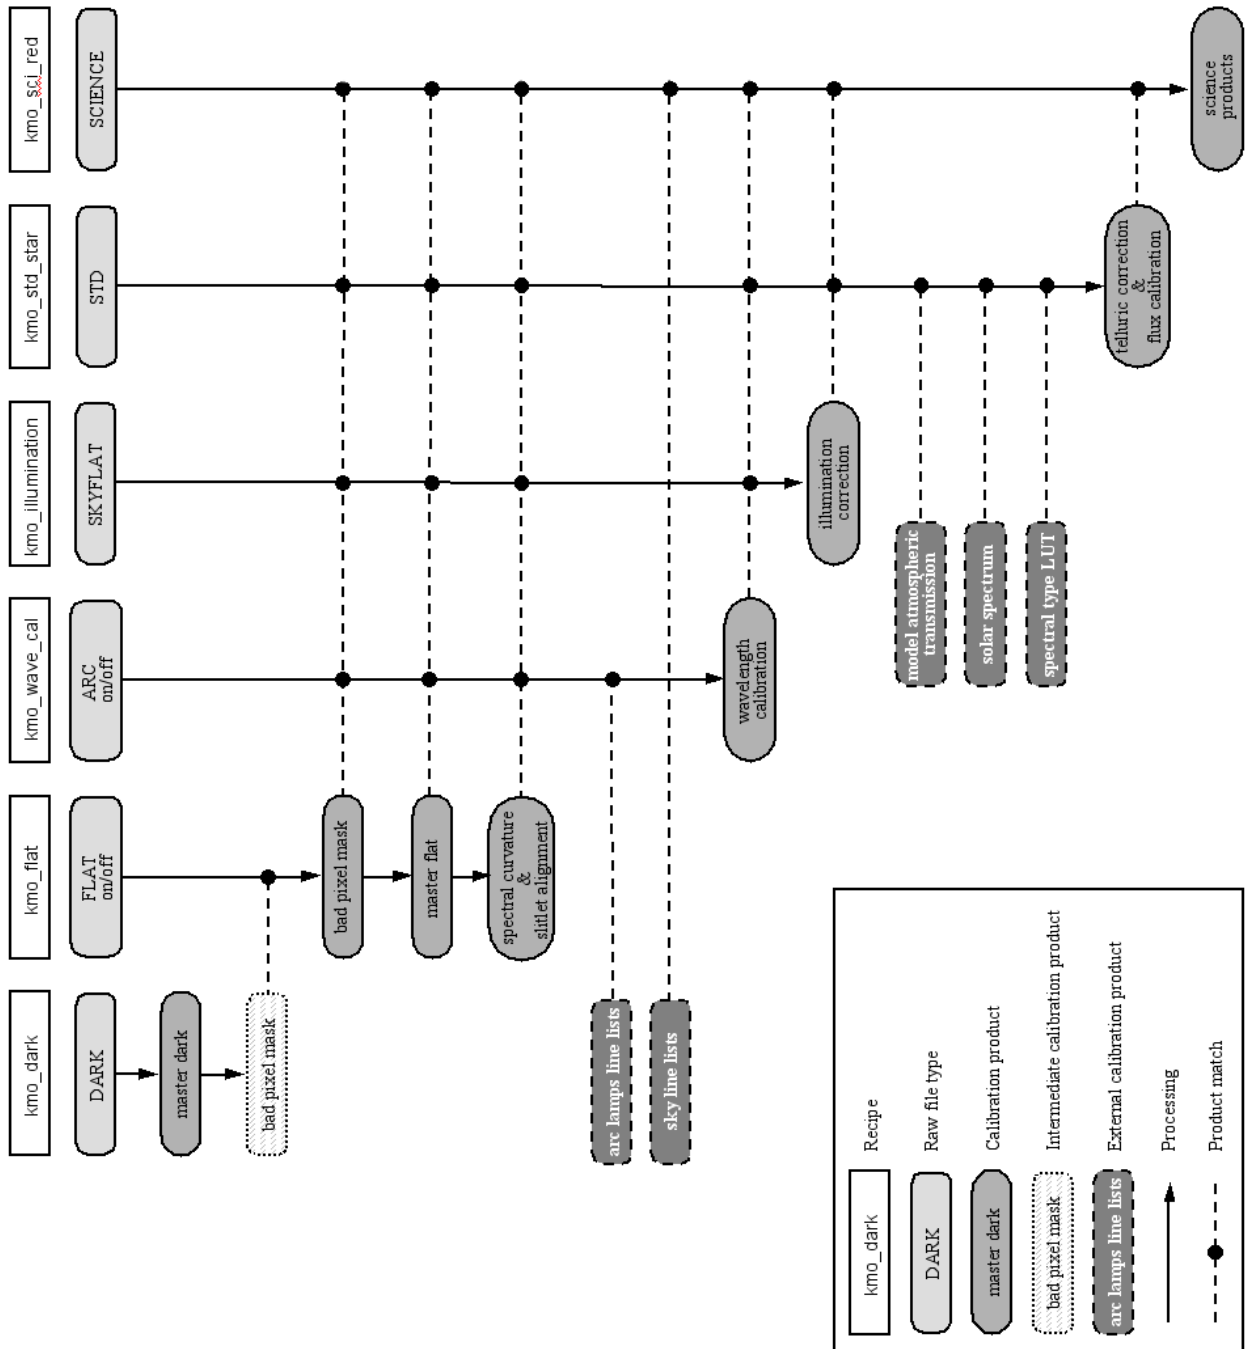 kmo_dark
kmo_flat
kmo_wave_cal
kmo_illumination
kmo_std_star
kmo_sci_red
DARK
FLAT
on/off
ARC
on/off
SKYFLAT
STD
SCIENCE
master dark
bad pixel mask
bad pixel mask
master flat
spectral curvature
&
slitlet alignment
arc lamps line lists
sky line lists
wavelength
calibration
illumination
correction
model atmospheric
transmission
solar spectrum
spectral type LUT
telluric correction
&
flux calibration
science
products
kmo_dark
Recipe
DARK
Raw file type
master dark
Calibration product
bad pixel mask
Intermediate calibration product
arc lamps line lists
External calibration product
Processing
Product match